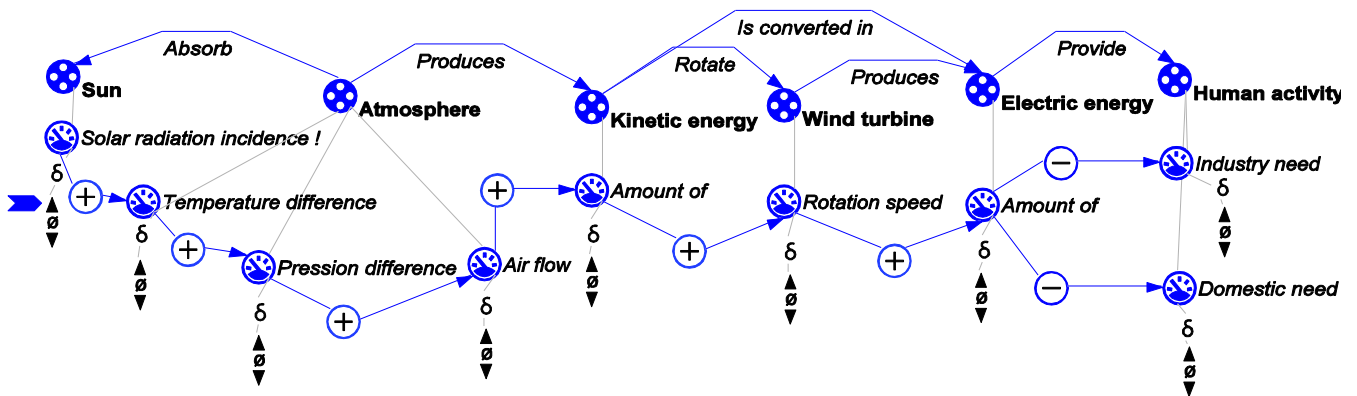 Is converted in
Absorb
Produces
Rotate
Produces
Provide
Sun
Atmosphere
Kinetic energy
Wind turbine
Electric energy
Human activity
Solar radiation incidence !
Temperature difference
Pression difference
Air flow
Amount of
Rotation speed
Amount of
Industry need
Domestic need
+
+
+
+
+
+
−
−
δ
ø
δ
ø
δ
ø
δ
ø
δ
ø
δ
ø
δ
ø
δ
ø
δ
ø